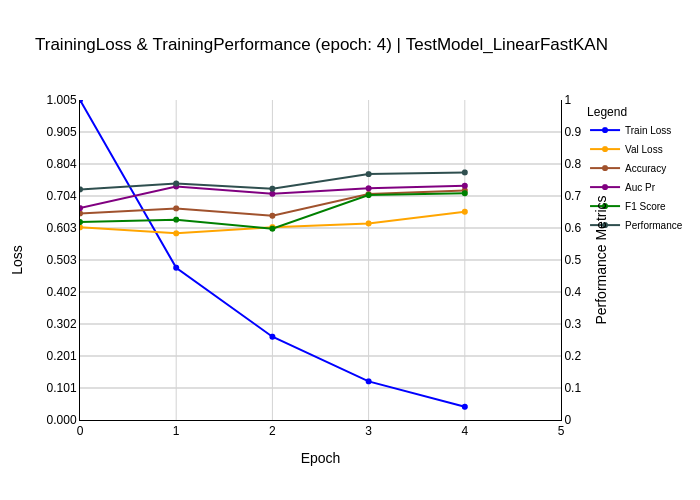 TrainingLoss & TrainingPerformance (epoch: 4) | TestModel_LinearFastKAN
Legend
Train Loss
Val Loss
Accuracy
Auc Pr
F1 Score
Performance
Loss
1.005
0.905
0.804
0.704
0.603
0.503
0.402
0.302
0.201
0.101
0.000
1
0.9
0.8
0.7
0.6
0.5
0.4
0.3
0.2
0.1
0
Performance Metrics
0 1 2 3 4 5
Epoch